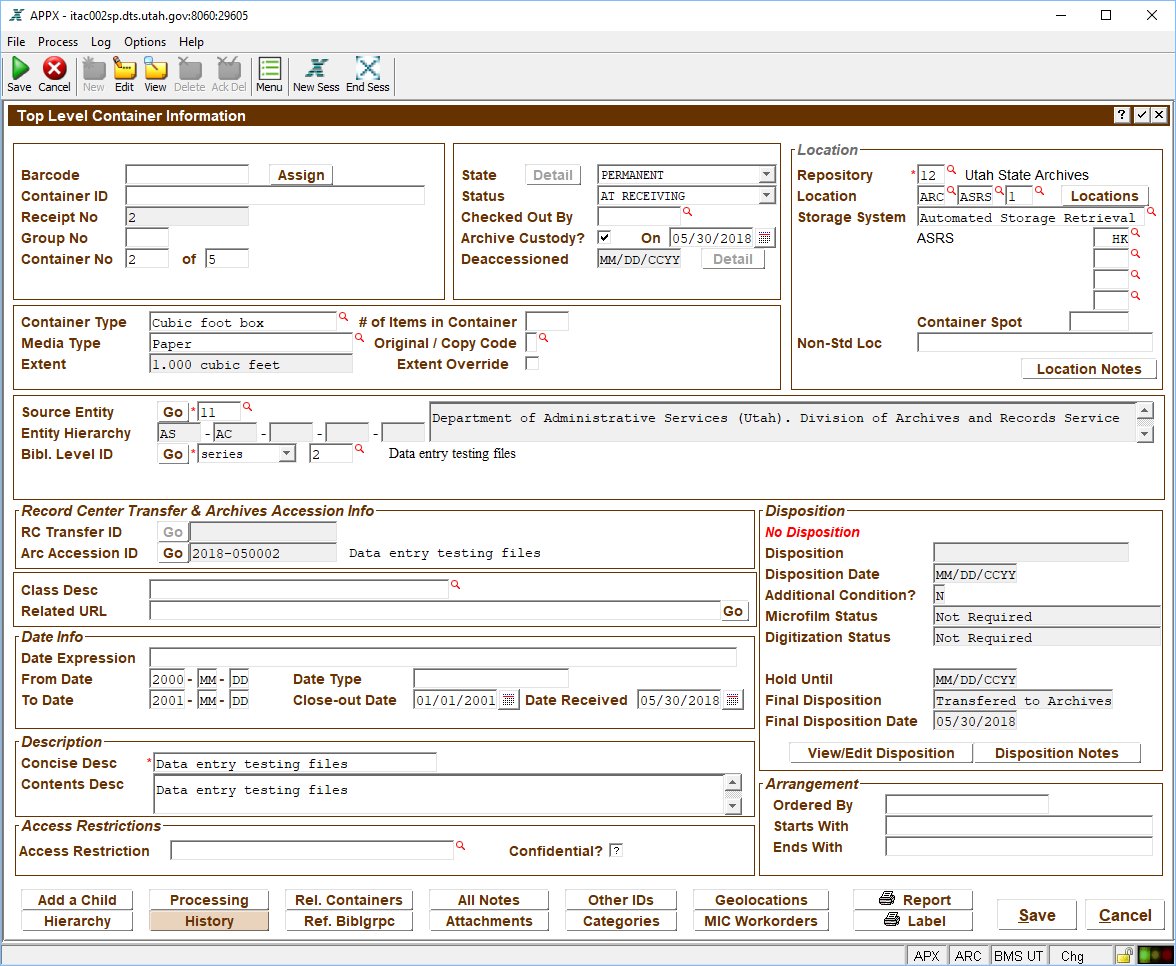 APPX - itac002sp.dts.utah.gov:8060:29605
File Process Log Options Help
Save Cancel New Edit View Delete Ack Del Menu New Sess End Sess
Top Level Container Information ?
Barcode Assign
Container ID
Receipt No 2
Group No
Container No 2 of 5
State Detail PERMANENT
Status AT RECEIVING
Checked Out By
Archive Custody? On 05/30/2018
Deaccessioned MM/DD/CCYY Detail
Location
Repository * 12 Utah State Archives
Location ARC ASRS 1 Locations
Storage System Automated Storage Retrieval
ASRS HK
Container Spot
Non-Std Loc
Location Notes
Container Type Cubic foot box # of Items in Container
Media Type Paper Original / Copy Code
Extent 1.000 cubic feet Extent Override
Source Entity Go * 11 Department of Administrative Services (Utah). Division of Archives and Records Service
Entity Hierarchy AS - AC - - -
Bibl. Level ID Go * series 2 Data entry testing files
Record Center Transfer & Archives Accession Info
RC Transfer ID Go
Arc Accession ID Go 2018-050002 Data entry testing files
Class Desc
Related URL Go
Date Info
Date Expression
From Date 2000 - MM - DD Date Type
To Date 2001 - MM - DD Close-out Date 01/01/2001 Date Received 05/30/2018
Description
Concise Desc * Data entry testing files
Contents Desc Data entry testing files
Access Restrictions
Access Restriction Confidential? ?
Disposition
No Disposition
Disposition
Disposition Date MM/DD/CCYY
Additional Condition? N
Microfilm Status Not Required
Digitization Status Not Required
Hold Until MM/DD/CCYY
Final Disposition Transfered to Archives
Final Disposition Date 05/30/2018
View/Edit Disposition Disposition Notes
Arrangement
Ordered By
Starts With
Ends With
Add a Child Processing Rel. Containers All Notes Other IDs Geolocations Report
Hierarchy History Ref. Biblgrpc Attachments Categories MIC Workorders Label
Save Cancel
APX ARC BMS UT Chg